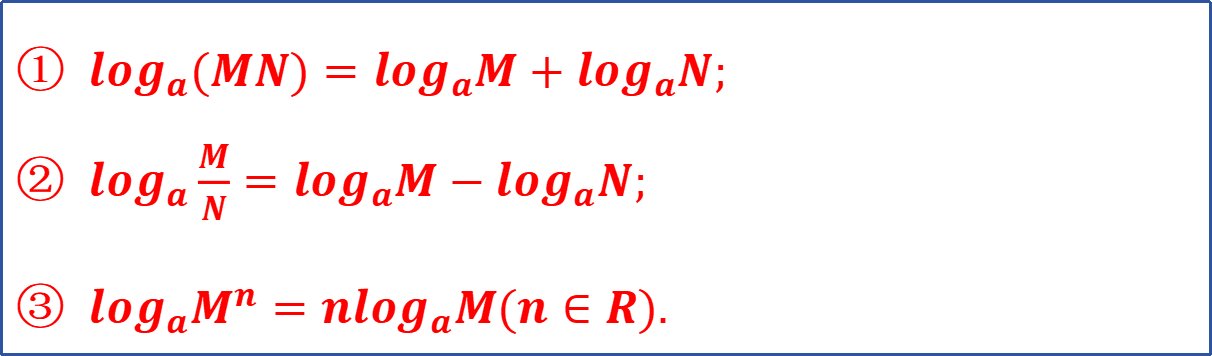 ① logₐ(MN) = logₐM + logₐN;
② logₐ M/N = logₐM − logₐN;
③ logₐMⁿ = nlogₐM(n ∈ R).